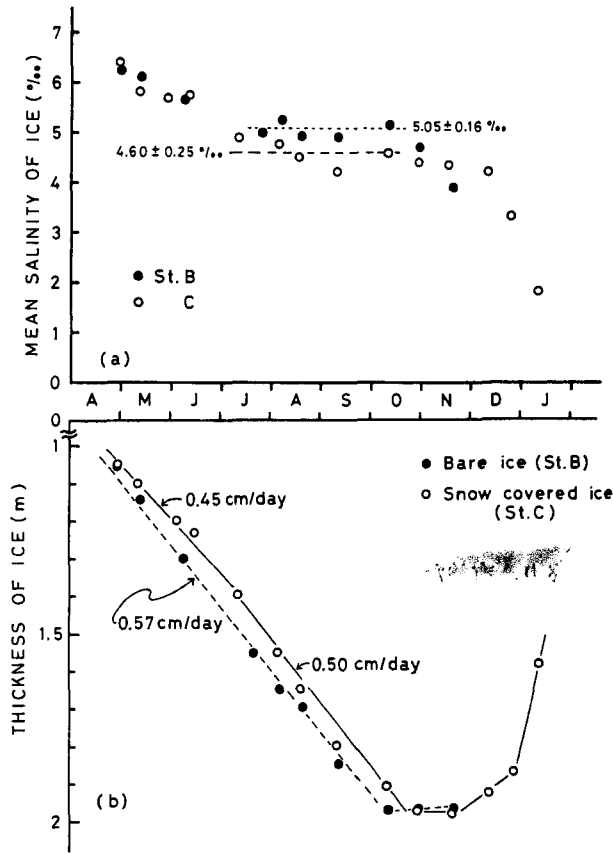 7
6
5
4
3
2
1
0
MEAN SALINITY OF ICE (‰)
5.05±0.16 ‰
4.60±0.25 ‰
● St.B
○ C
(a)
A M J J A S O N D J
0
1
1.5
2
THICKNESS OF ICE (m)
● Bare ice (St.B)
○ Snow covered ice
(St.C)
0.45 cm/day
0.57 cm/day
0.50 cm/day
(b)